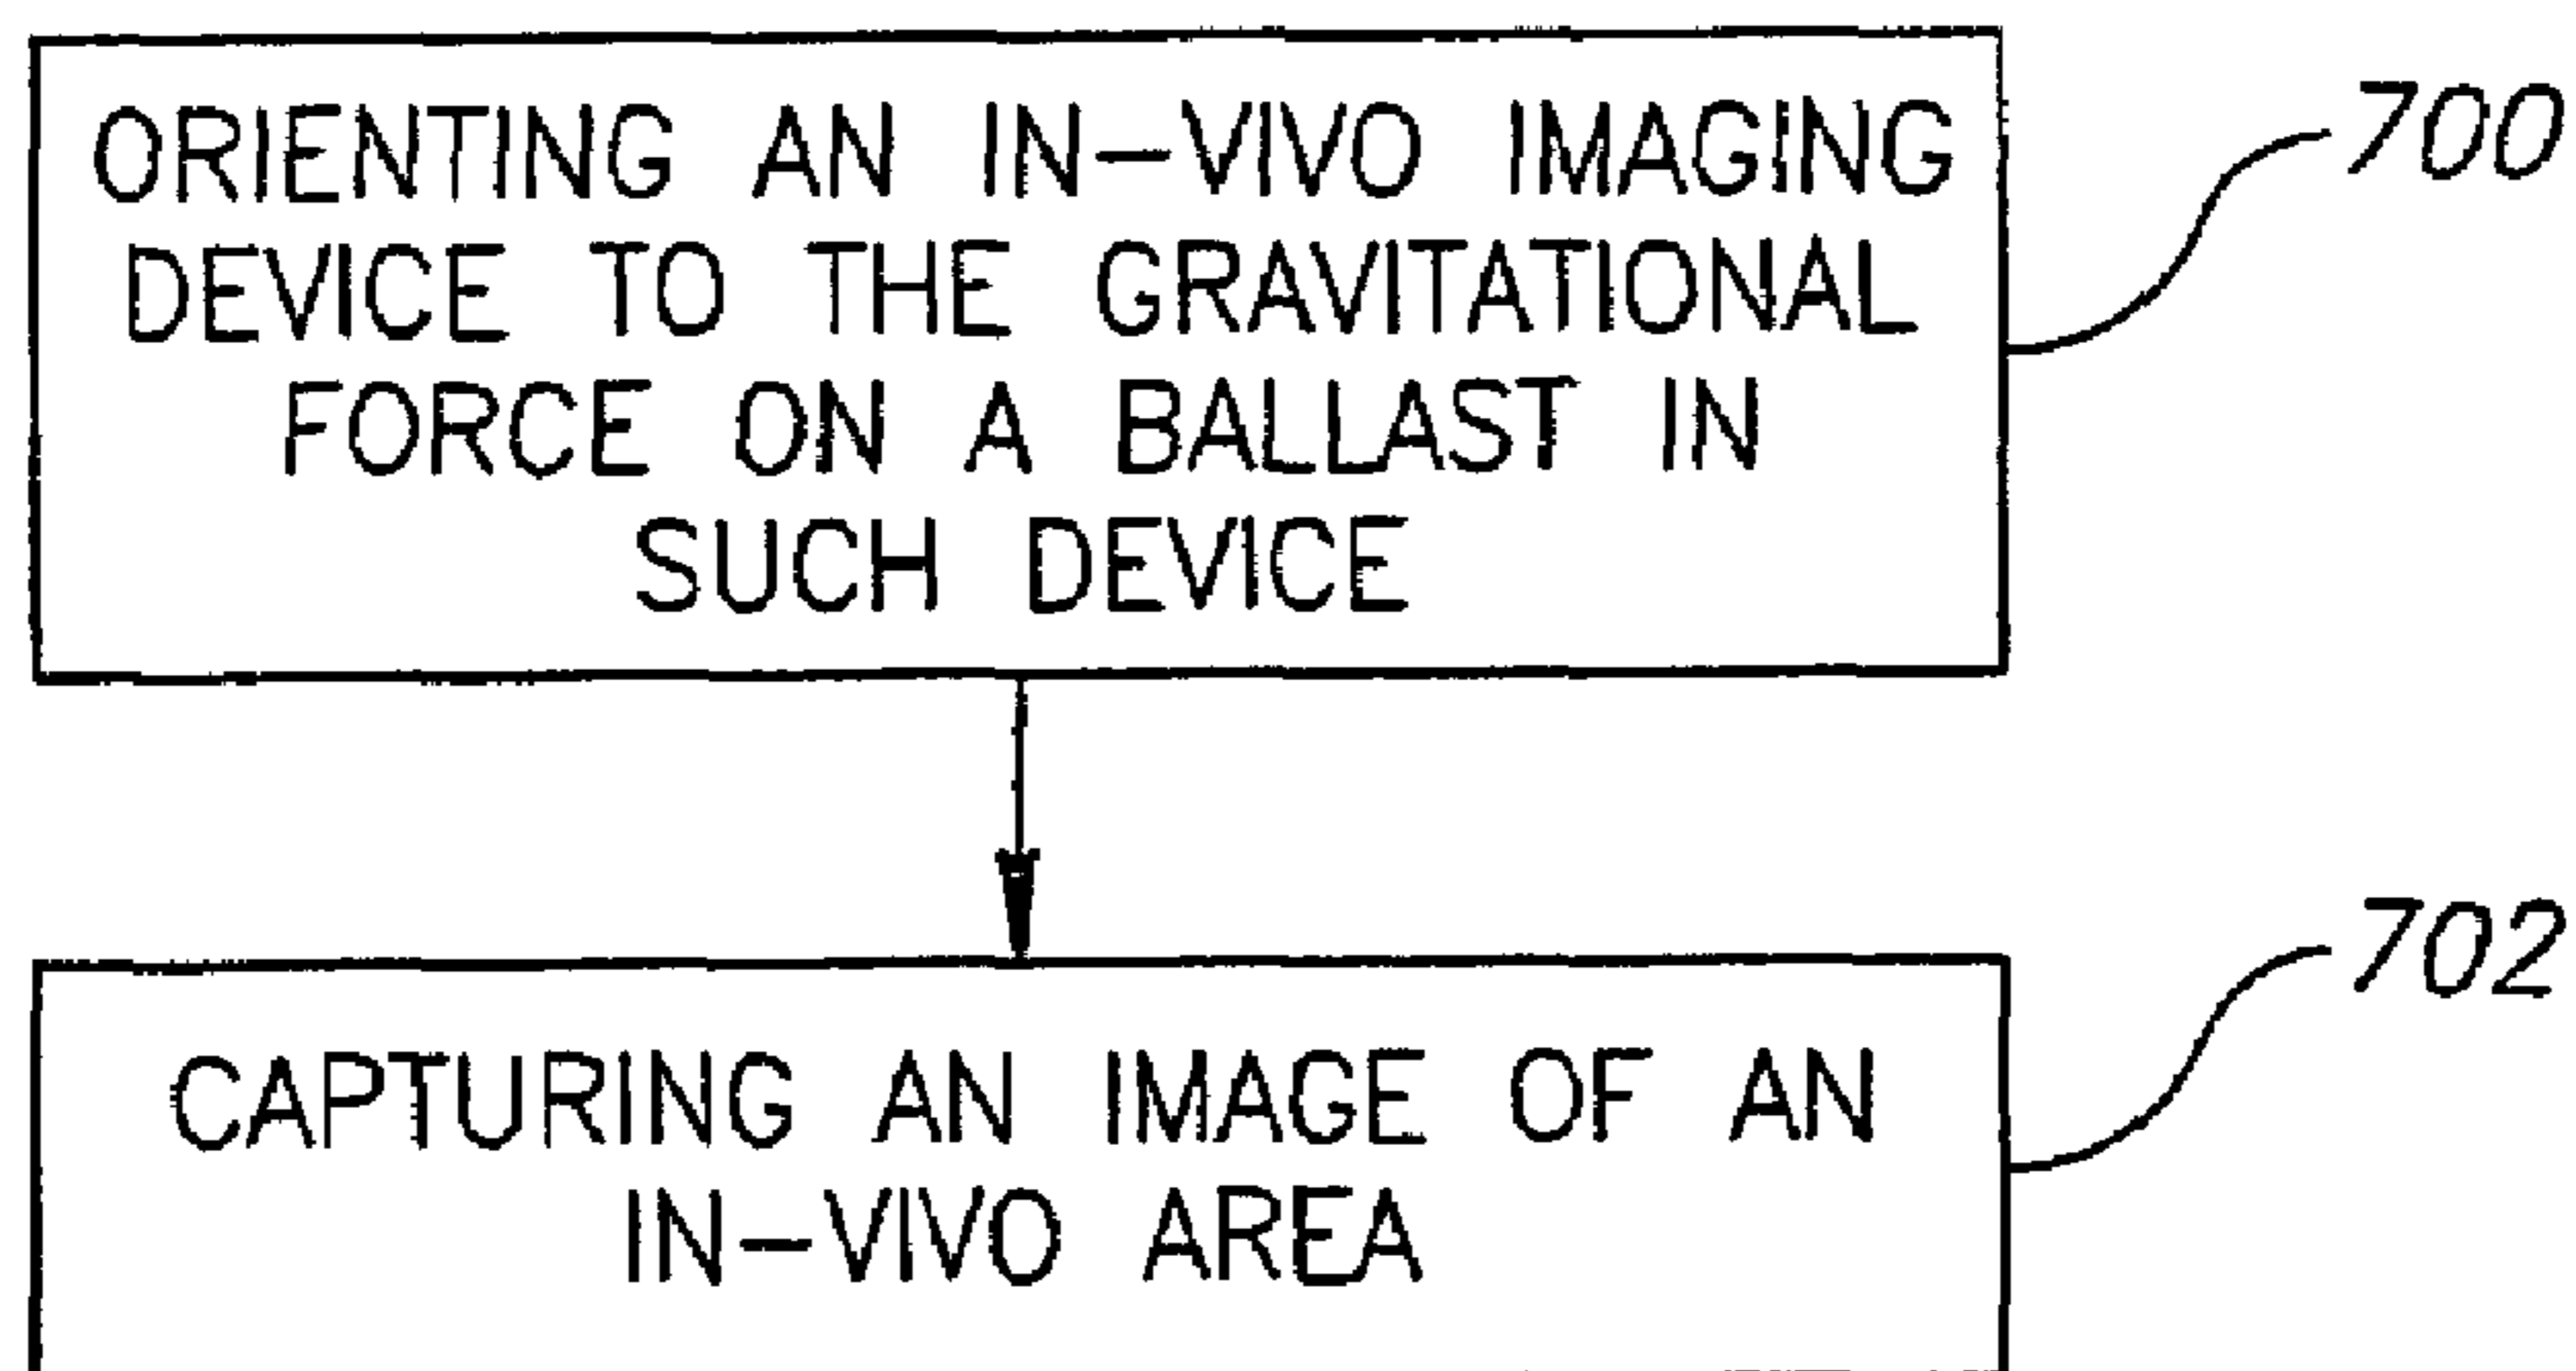 ORIENTING AN IN-VIVO IMAGING
DEVICE TO THE GRAVITATIONAL
FORCE ON A BALLAST IN
SUCH DEVICE
700
CAPTURING AN IMAGE OF AN
IN-VIVO AREA
702